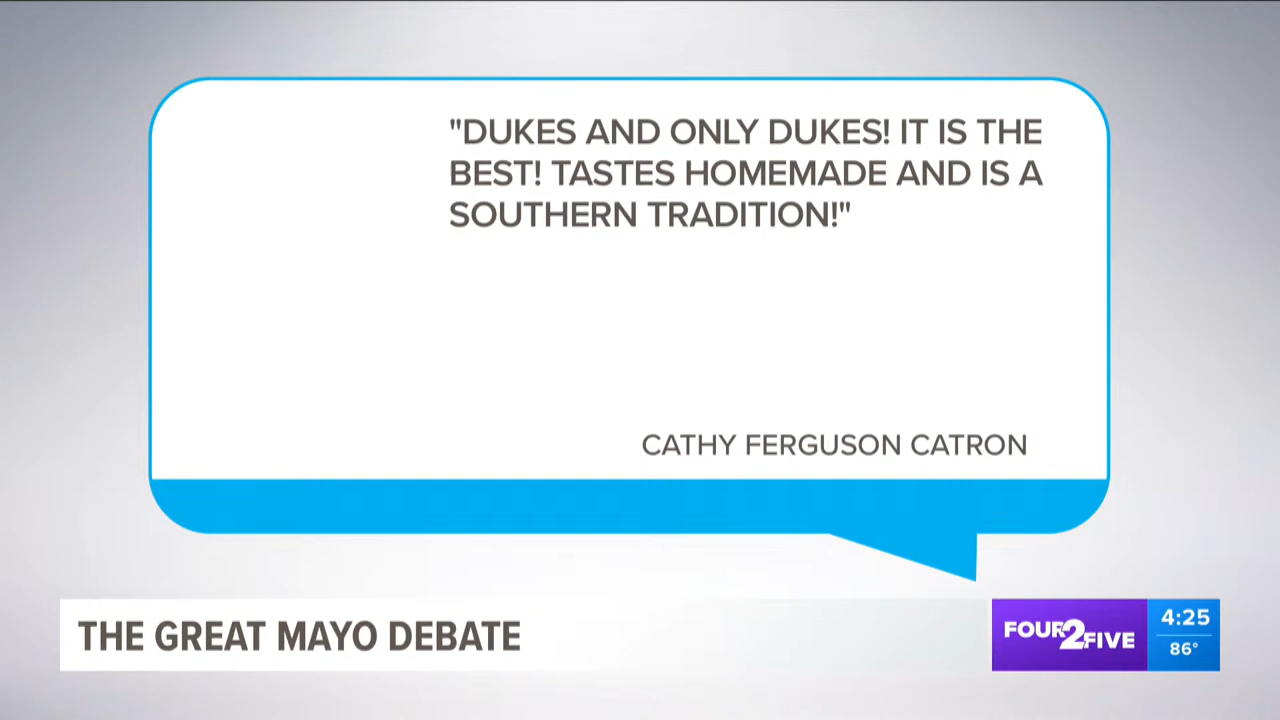 "DUKES AND ONLY DUKES! IT IS THE
BEST! TASTES HOMEMADE AND IS A
SOUTHERN TRADITION!"
CATHY FERGUSON CATRON
THE GREAT MAYO DEBATE
FOUR2FIVE
4:25
86°